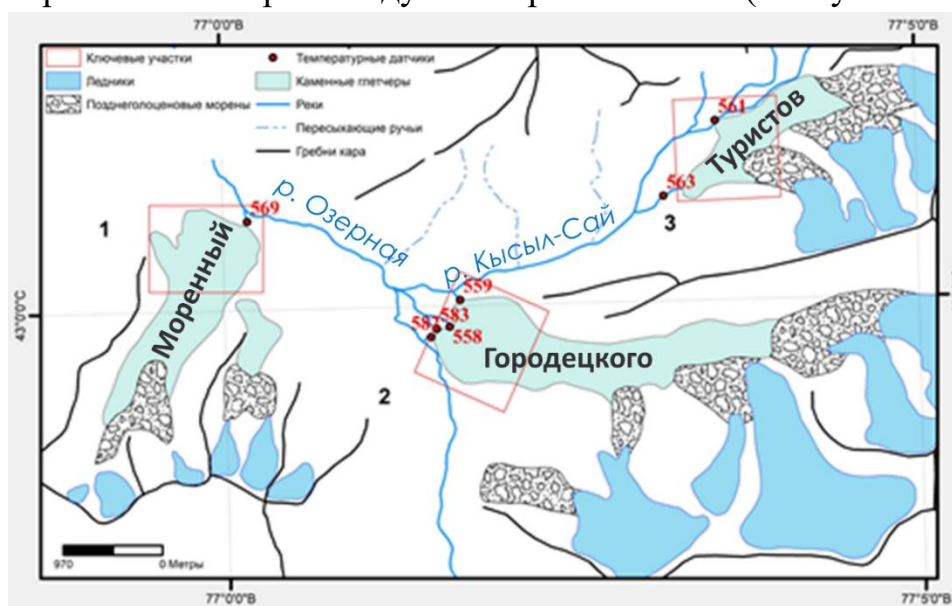 77°0'0"В
77°5'0"В
Ключевые участки
Температурные датчики
Ледники
Каменные глетчеры
Позднеголоценовые морены
Реки
Пересыхающие ручьи
Гребни кара
561
Туристов
563
3
569
1
р. Озерная
Моренный
р. Кысыл-Сай
559
583
558
43°0'0"С
Городецкого
2
970
0 Метры
77°0'0"В
77°5'0"В